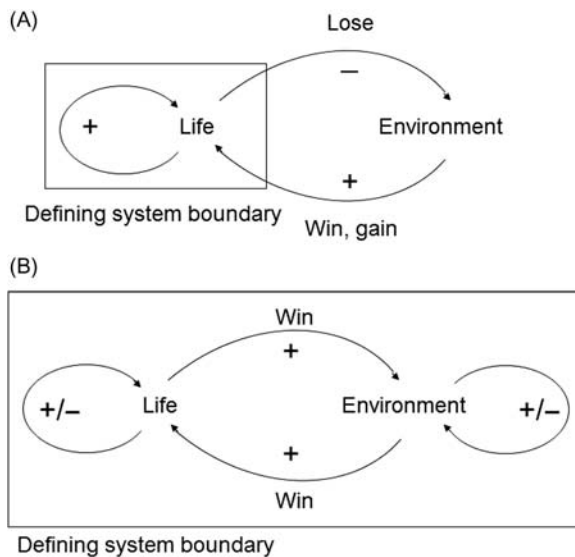 (A)
Lose
–
+
Life
Environment
+
Defining system boundary
Win, gain
(B)
Win
+
+/–
Life
Environment
+/–
+
Win
Defining system boundary